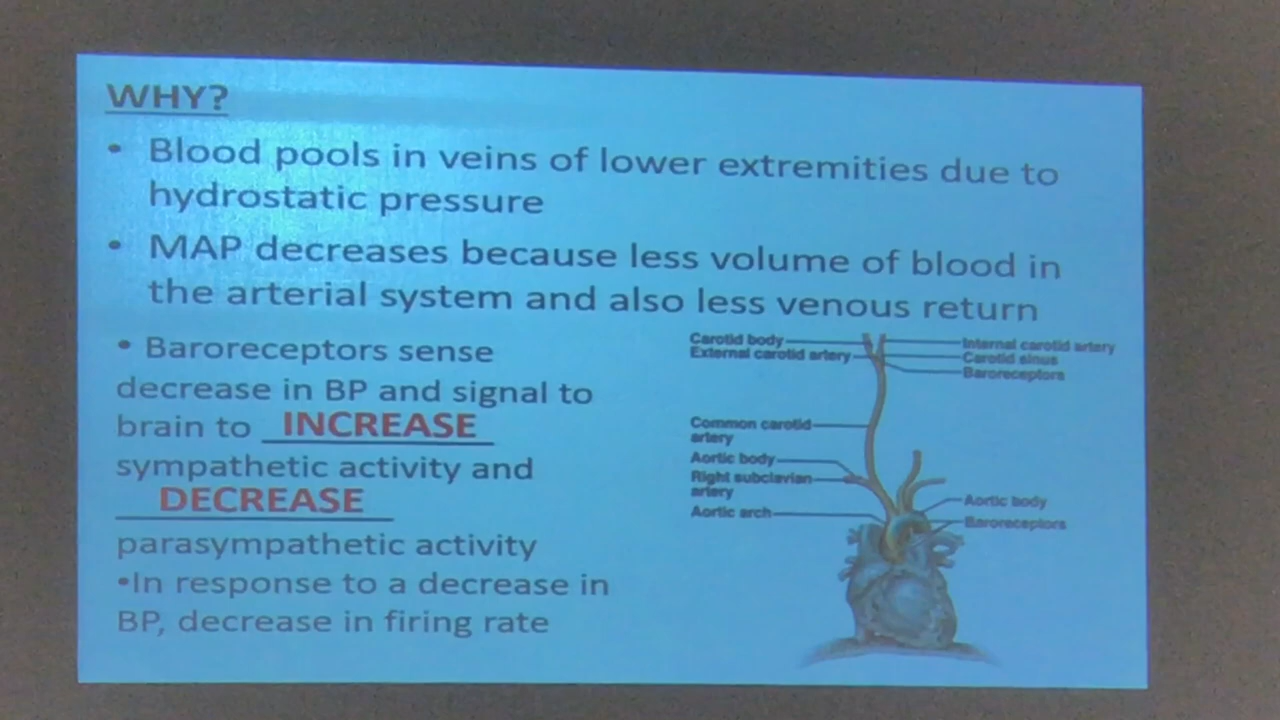 WHY?
• Blood pools in veins of lower extremities due to
hydrostatic pressure
• MAP decreases because less volume of blood in
the arterial system and also less venous return
• Baroreceptors sense
decrease in BP and signal to
brain to INCREASE
sympathetic activity and
DECREASE
parasympathetic activity
•In response to a decrease in
BP, decrease in firing rate
Carotid body
External carotid artery
Common carotid
artery
Aortic body
Right subclavian
artery
Aortic arch
Internal carotid artery
Carotid sinus
Baroreceptors
Aortic body
Baroreceptors